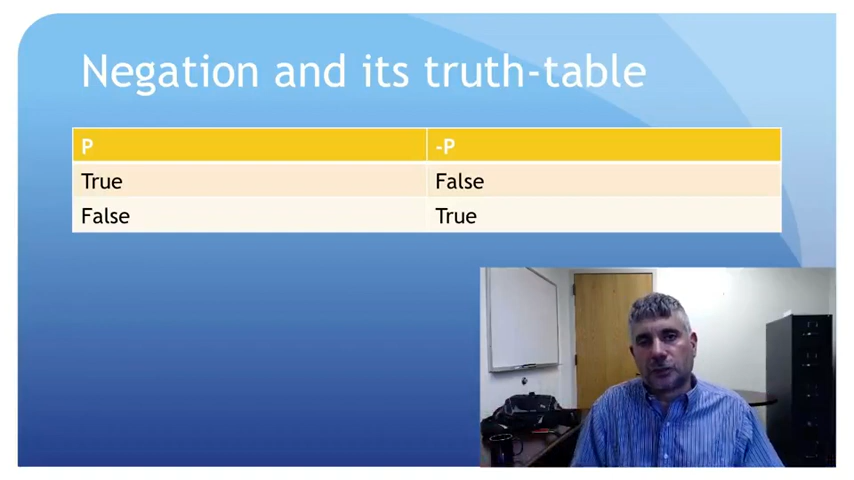 Negation and its truth-table
P -P
True False
False True